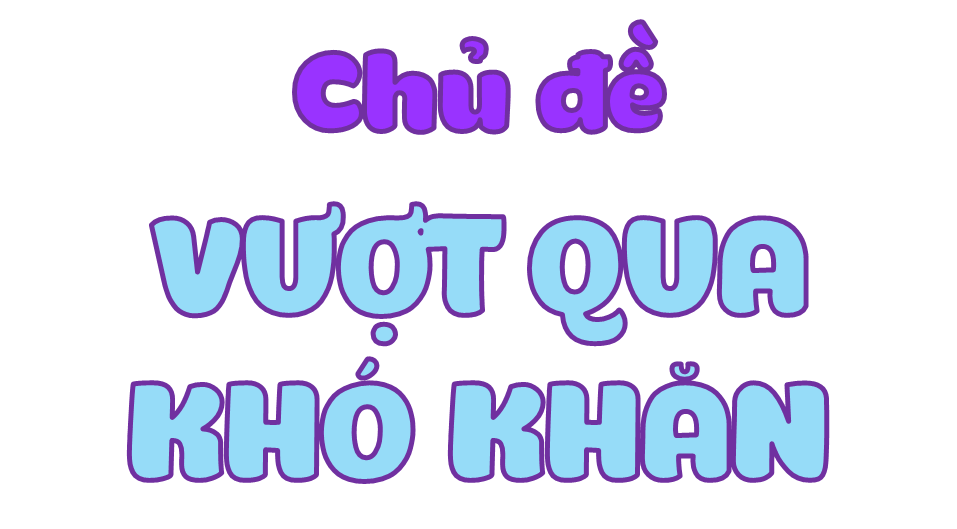 Chủ đề
VƯỢT QUA
KHÓ KHĂN